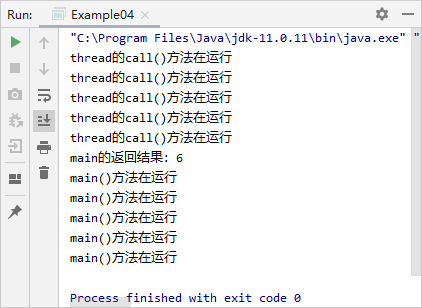 Run: Example04
"C:\Program Files\Java\jdk-11.0.11\bin\java.exe" "
thread的call()方法在运行
thread的call()方法在运行
thread的call()方法在运行
thread的call()方法在运行
thread的call()方法在运行
main的返回结果: 6
main()方法在运行
main()方法在运行
main()方法在运行
main()方法在运行
main()方法在运行
Process finished with exit code 0